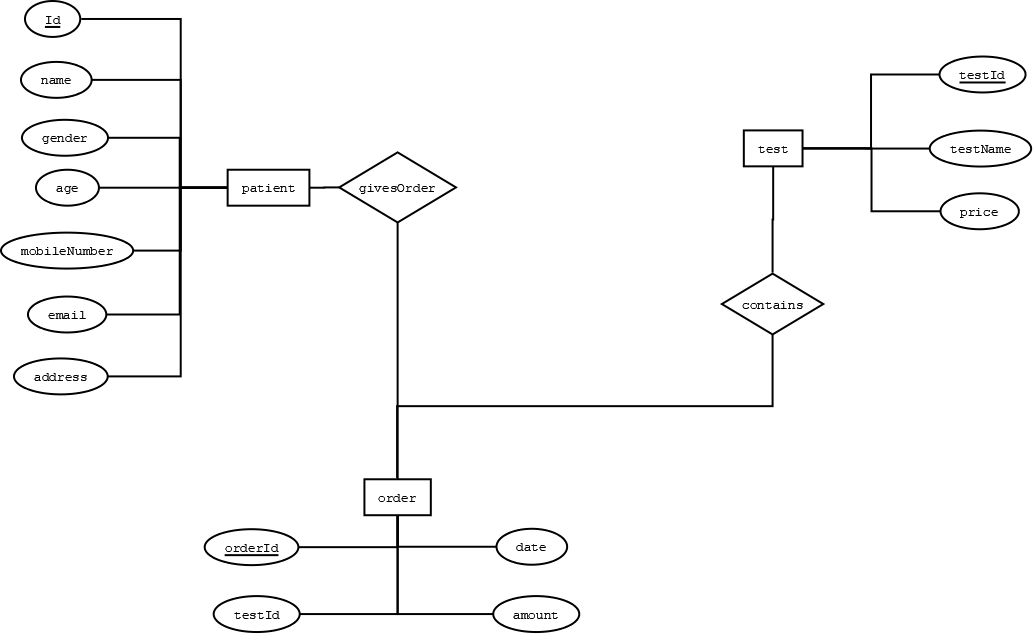 Id
name
gender
age
mobileNumber
email
address
patient
givesOrder
test
testId
testName
price
contains
order
orderId
date
testId
amount